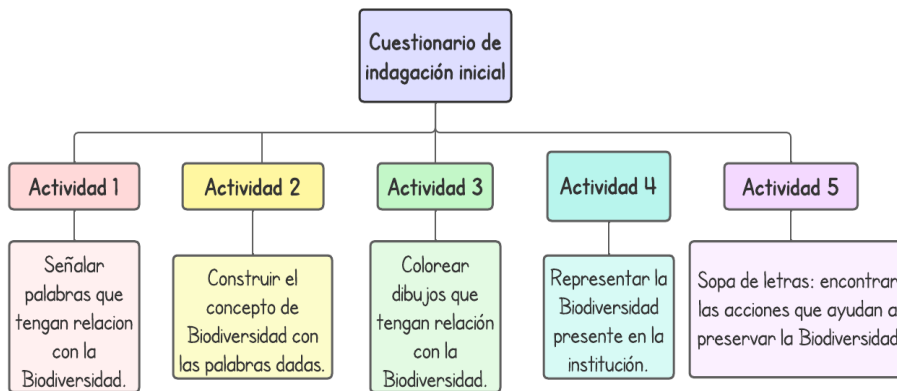 Cuestionario de
indagación inicial
Actividad 1
Actividad 2
Actividad 3
Actividad 4
Actividad 5
Señalar
palabras que
tengan relacion
con la
Biodiversidad.
Construir el
concepto de
Biodiversidad con
las palabras dadas.
Colorear
dibujos que
tengan relación
con la
Biodiversidad.
Representar la
Biodiversidad
presente en la
institución.
Sopa de letras: encontrar
las acciones que ayudan a
preservar la Biodiversidad